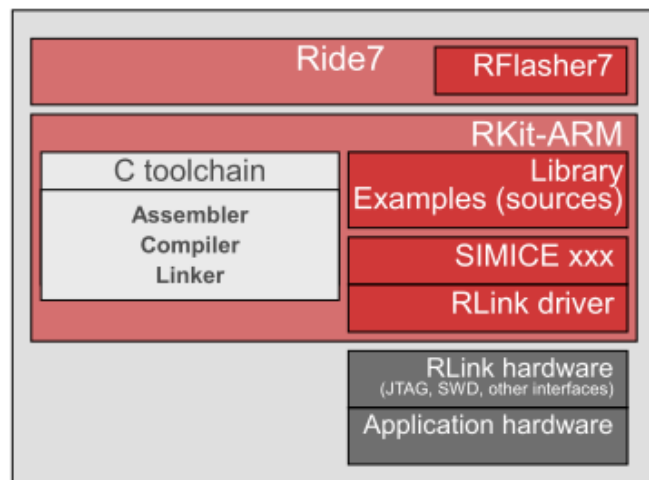 Ride7
RFlasher7
RKit-ARM
C toolchain
Assembler
Compiler
Linker
Library
Examples (sources)
SIMICE xxx
RLink driver
RLink hardware
(JTAG, SWD, other interfaces)
Application hardware